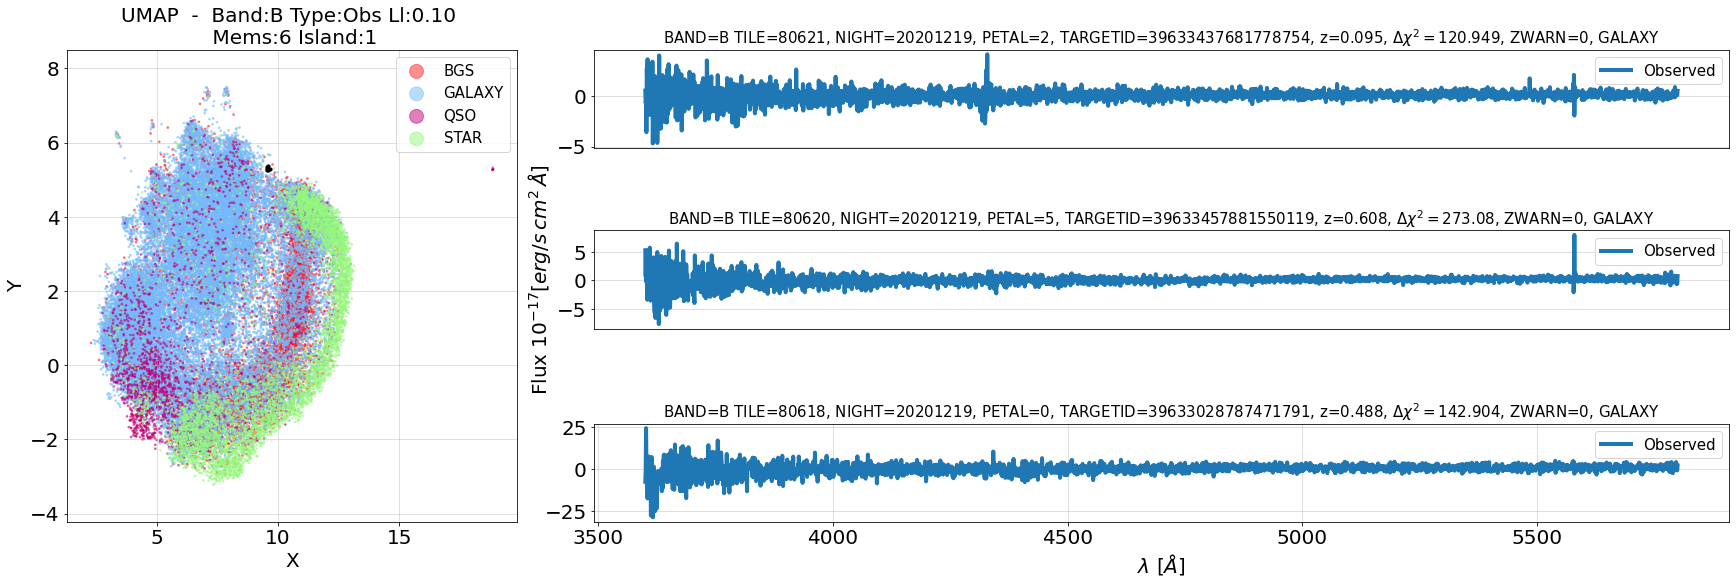 UMAP - Band:B Type:Obs Ll:0.10
Mems:6 Island:1
8
6
4
2
0
−2
−4
Y
5
10
15
X
BGS
GALAXY
QSO
STAR
Flux 10⁻¹⁷[erg/s cm² Å]
BAND=B TILE=80621, NIGHT=20201219, PETAL=2, TARGETID=39633437681778754, z=0.095, Δχ² = 120.949, ZWARN=0, GALAXY
Observed
0
−5
BAND=B TILE=80620, NIGHT=20201219, PETAL=5, TARGETID=39633457881550119, z=0.608, Δχ² = 273.08, ZWARN=0, GALAXY
Observed
5
0
−5
BAND=B TILE=80618, NIGHT=20201219, PETAL=0, TARGETID=39633028787471791, z=0.488, Δχ² = 142.904, ZWARN=0, GALAXY
Observed
25
0
−25
3500
4000
4500
5000
5500
λ [Å]